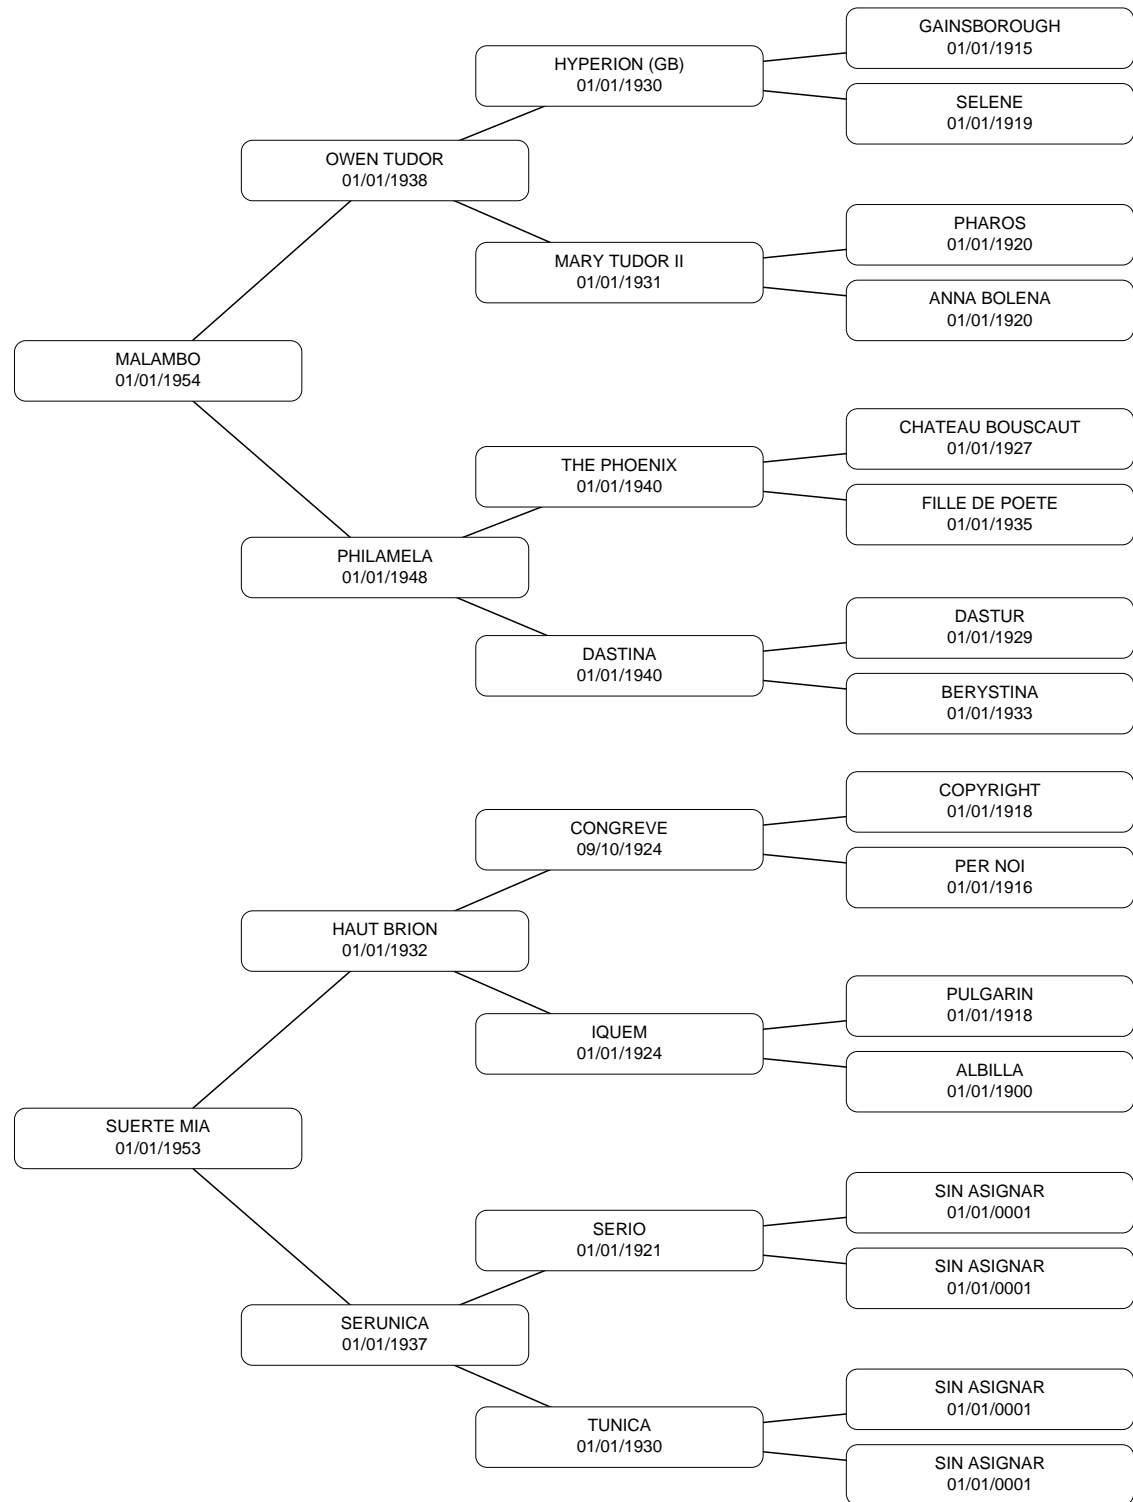 GAINSBOROUGH
01/01/1915
HYPERION (GB)
01/01/1930
SELENE
01/01/1919
OWEN TUDOR
01/01/1938
PHAROS
01/01/1920
MARY TUDOR II
01/01/1931
ANNA BOLENA
01/01/1920
MALAMBO
01/01/1954
CHATEAU BOUSCAUT
01/01/1927
THE PHOENIX
01/01/1940
FILLE DE POETE
01/01/1935
PHILAMELA
01/01/1948
DASTUR
01/01/1929
DASTINA
01/01/1940
BERYSTINA
01/01/1933
COPYRIGHT
01/01/1918
CONGREVE
09/10/1924
PER NOI
01/01/1916
HAUT BRION
01/01/1932
PULGARIN
01/01/1918
IQUEM
01/01/1924
ALBILLA
01/01/1900
SUERTE MIA
01/01/1953
SIN ASIGNAR
01/01/0001
SERIO
01/01/1921
SIN ASIGNAR
01/01/0001
SERUNICA
01/01/1937
SIN ASIGNAR
01/01/0001
TUNICA
01/01/1930
SIN ASIGNAR
01/01/0001